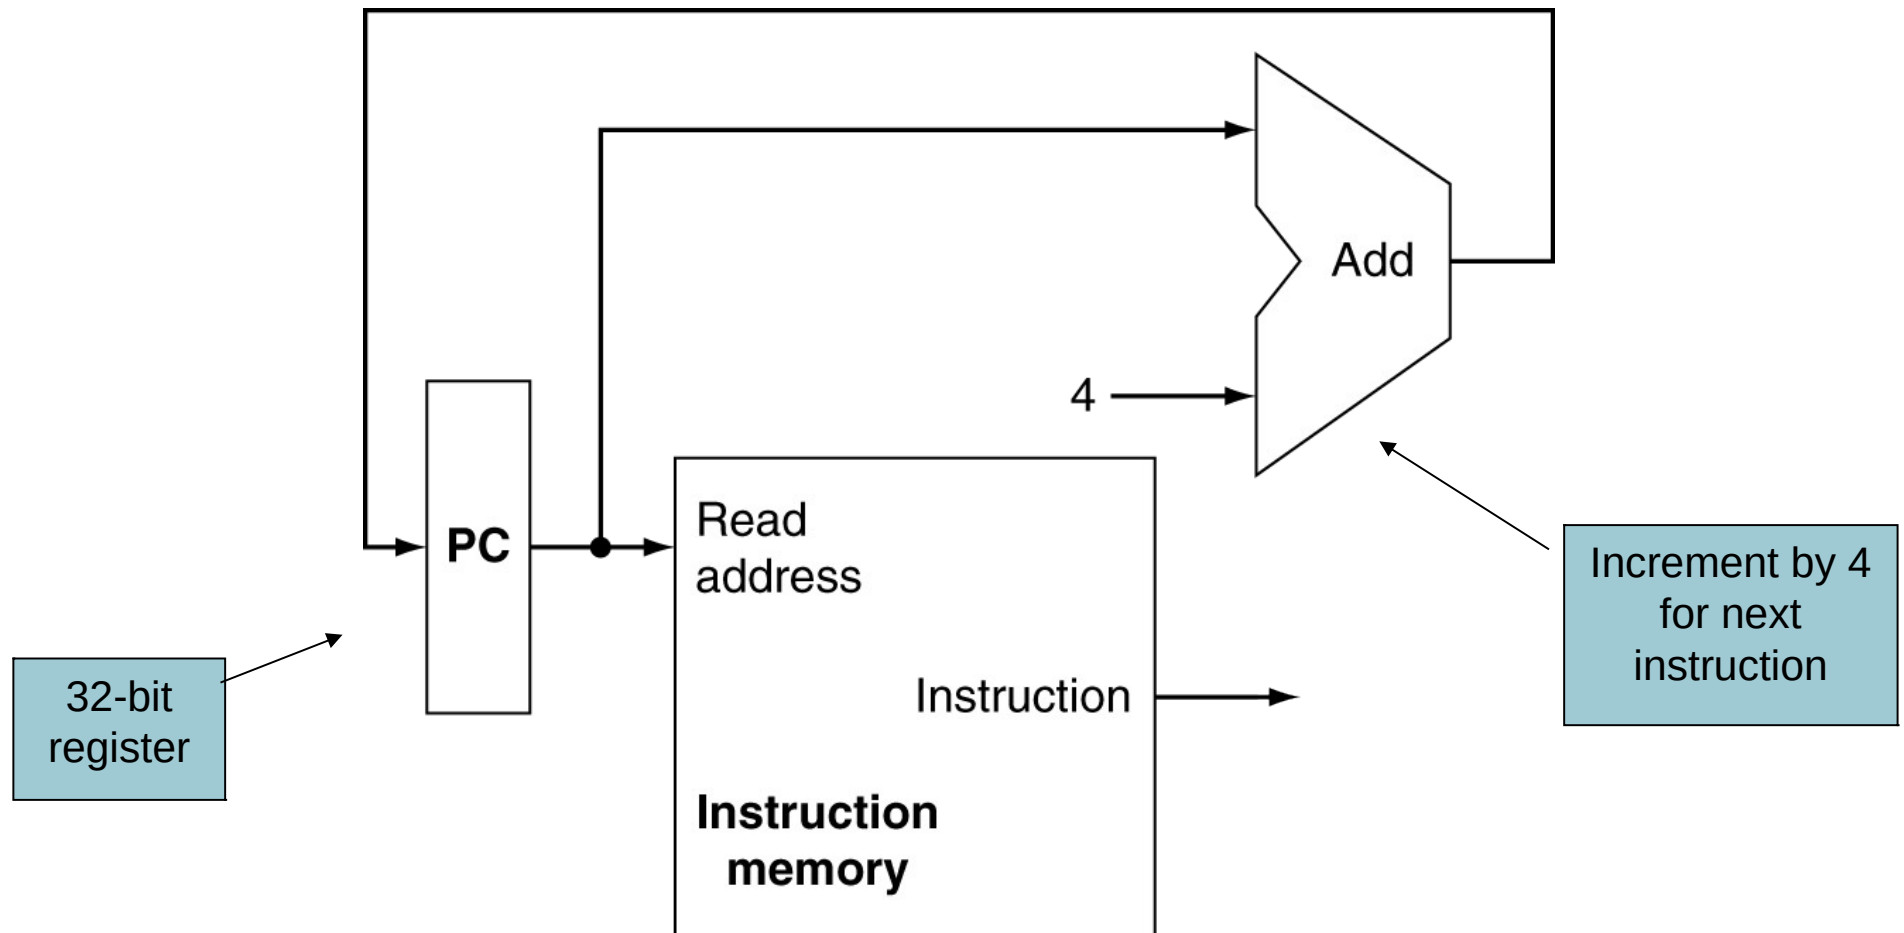 Add
4
PC
Read
address
Instruction
Instruction
memory
32-bit
register
Increment by 4
for next
instruction